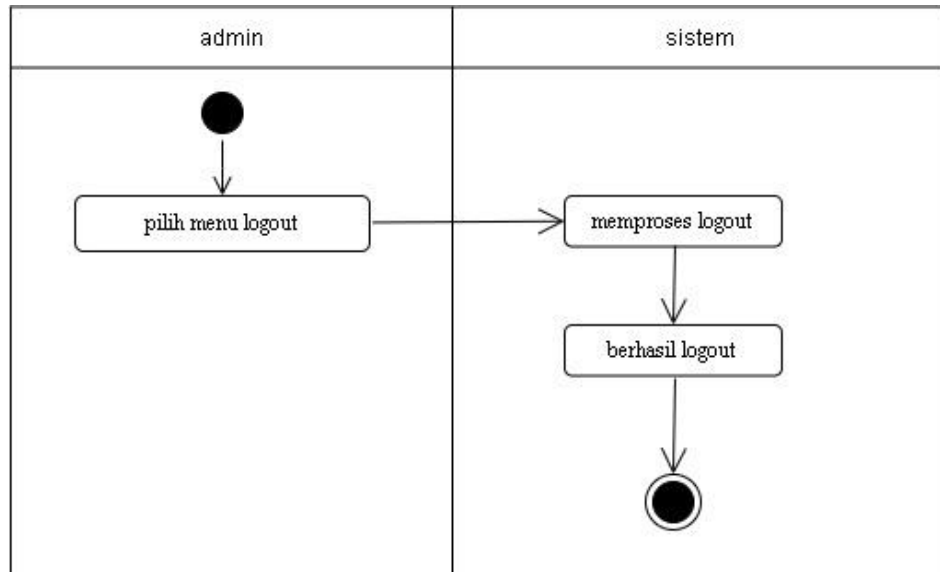 admin
sistem
pilih menu logout
memproses logout
berhasil logout